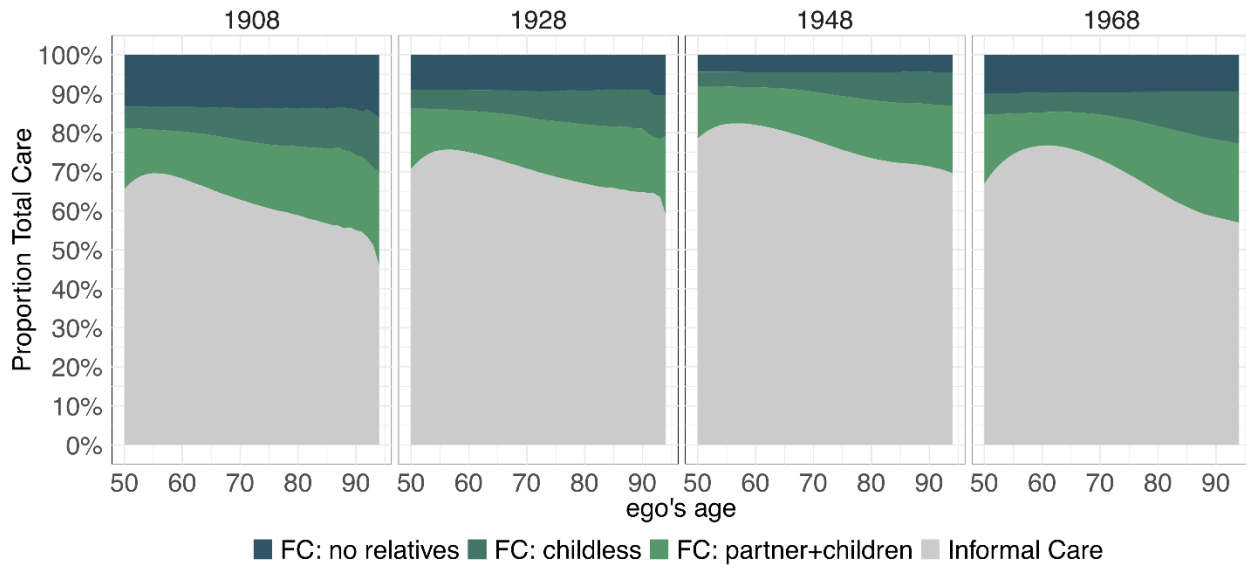 1908 1928 1948 1968
Proportion Total Care
100%
90%
80%
70%
60%
50%
40%
30%
20%
10%
0%
50 60 70 80 90 50 60 70 80 90 50 60 70 80 90 50 60 70 80 90
ego's age
FC: no relatives FC: childless FC: partner+children Informal Care